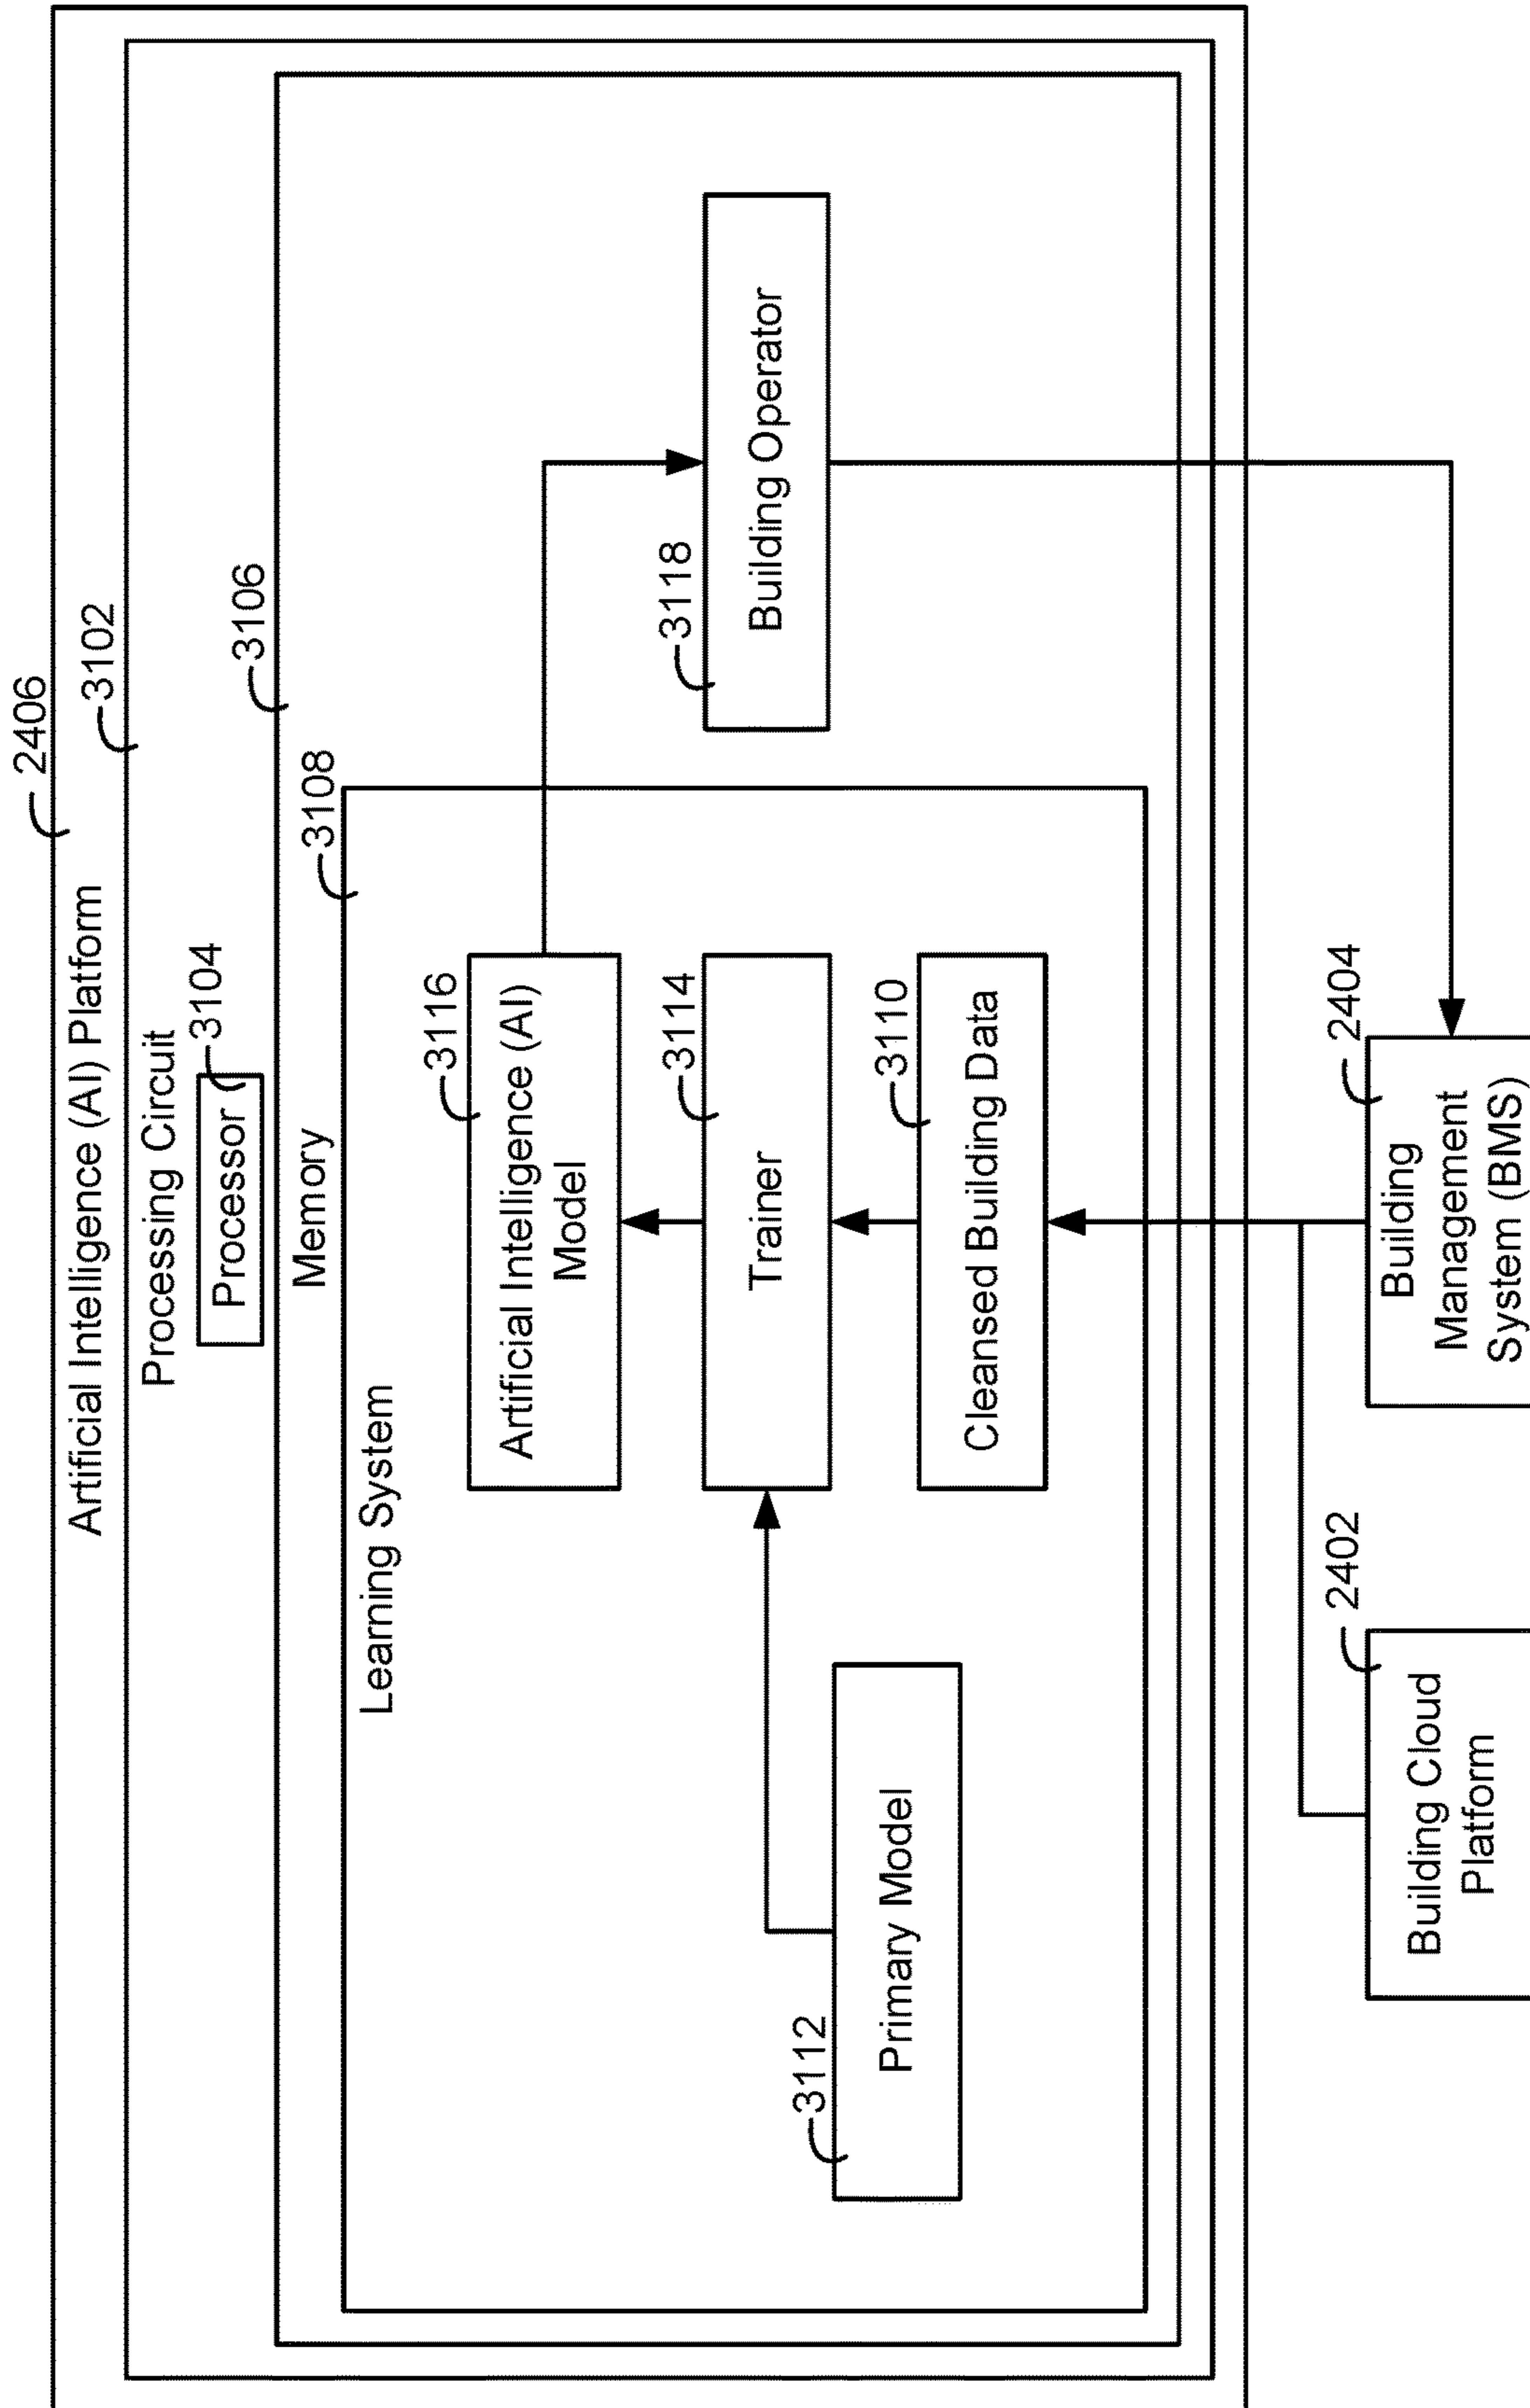 2406
Artificial Intelligence (AI) Platform
3102
Processing Circuit
3104
Processor
3106
Memory
3108
Learning System
3116
Artificial Intelligence (AI)
Model
3118
Building Operator
3114
Trainer
3112
Primary Model
3110
Cleansed Building Data
2402
Building Cloud
Platform
2404
Building
Management
System (BMS)